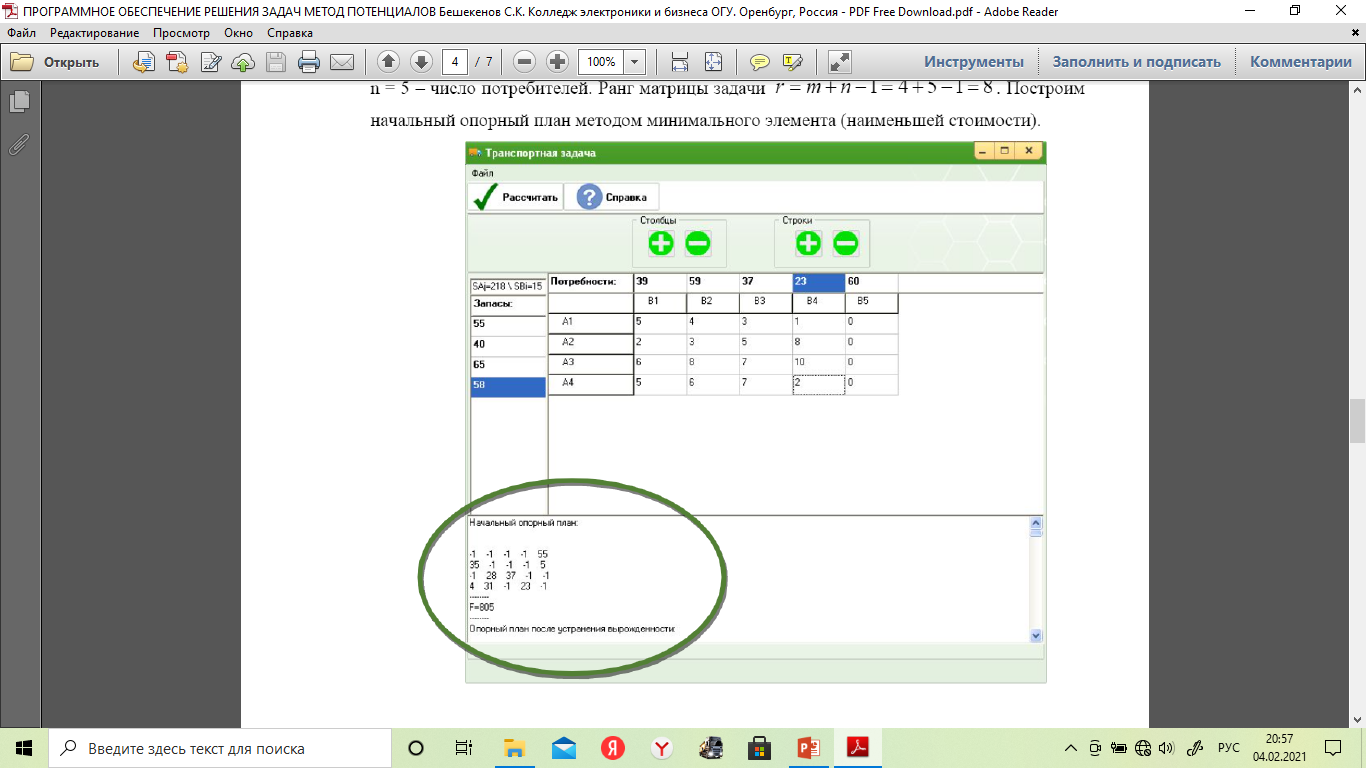 ПРОГРАММНОЕ ОБЕСПЕЧЕНИЕ РЕШЕНИЯ ЗАДАЧ МЕТОД ПОТЕНЦИАЛОВ Бешекенов С.К. Колледж электроники и бизнеса ОГУ. Оренбург, Россия - PDF Free Download.pdf - Adobe Reader
Файл Редактирование Просмотр Окно Справка
Открыть 4 / 7 100% Инструменты Заполнить и подписать Комментарии
n = 5 – число потребителей. Ранг матрицы задачи r = m + n − 1 = 4 + 5 − 1 = 8. Построим
начальный опорный план методом минимального элемента (наименьшей стоимости).
Транспортная задача
Файл
Рассчитать Справка
Столбцы Строки
SAj=218 \ SBi=15 Потребности: 39 59 37 23 60
Запасы: B1 B2 B3 B4 B5
55 A1 5 4 3 1 0
40 A2 2 3 5 8 0
65 A3 6 8 7 10 0
58 A4 5 6 7 2 0
Начальный опорный план:
-1 -1 -1 -1 55
35 -1 -1 -1 5
-1 28 37 -1 -1
4 31 -1 23 -1
--------
F=805
--------
Опорный план после устранения вырожденности:
Введите здесь текст для поиска
РУС
20:57
04.02.2021